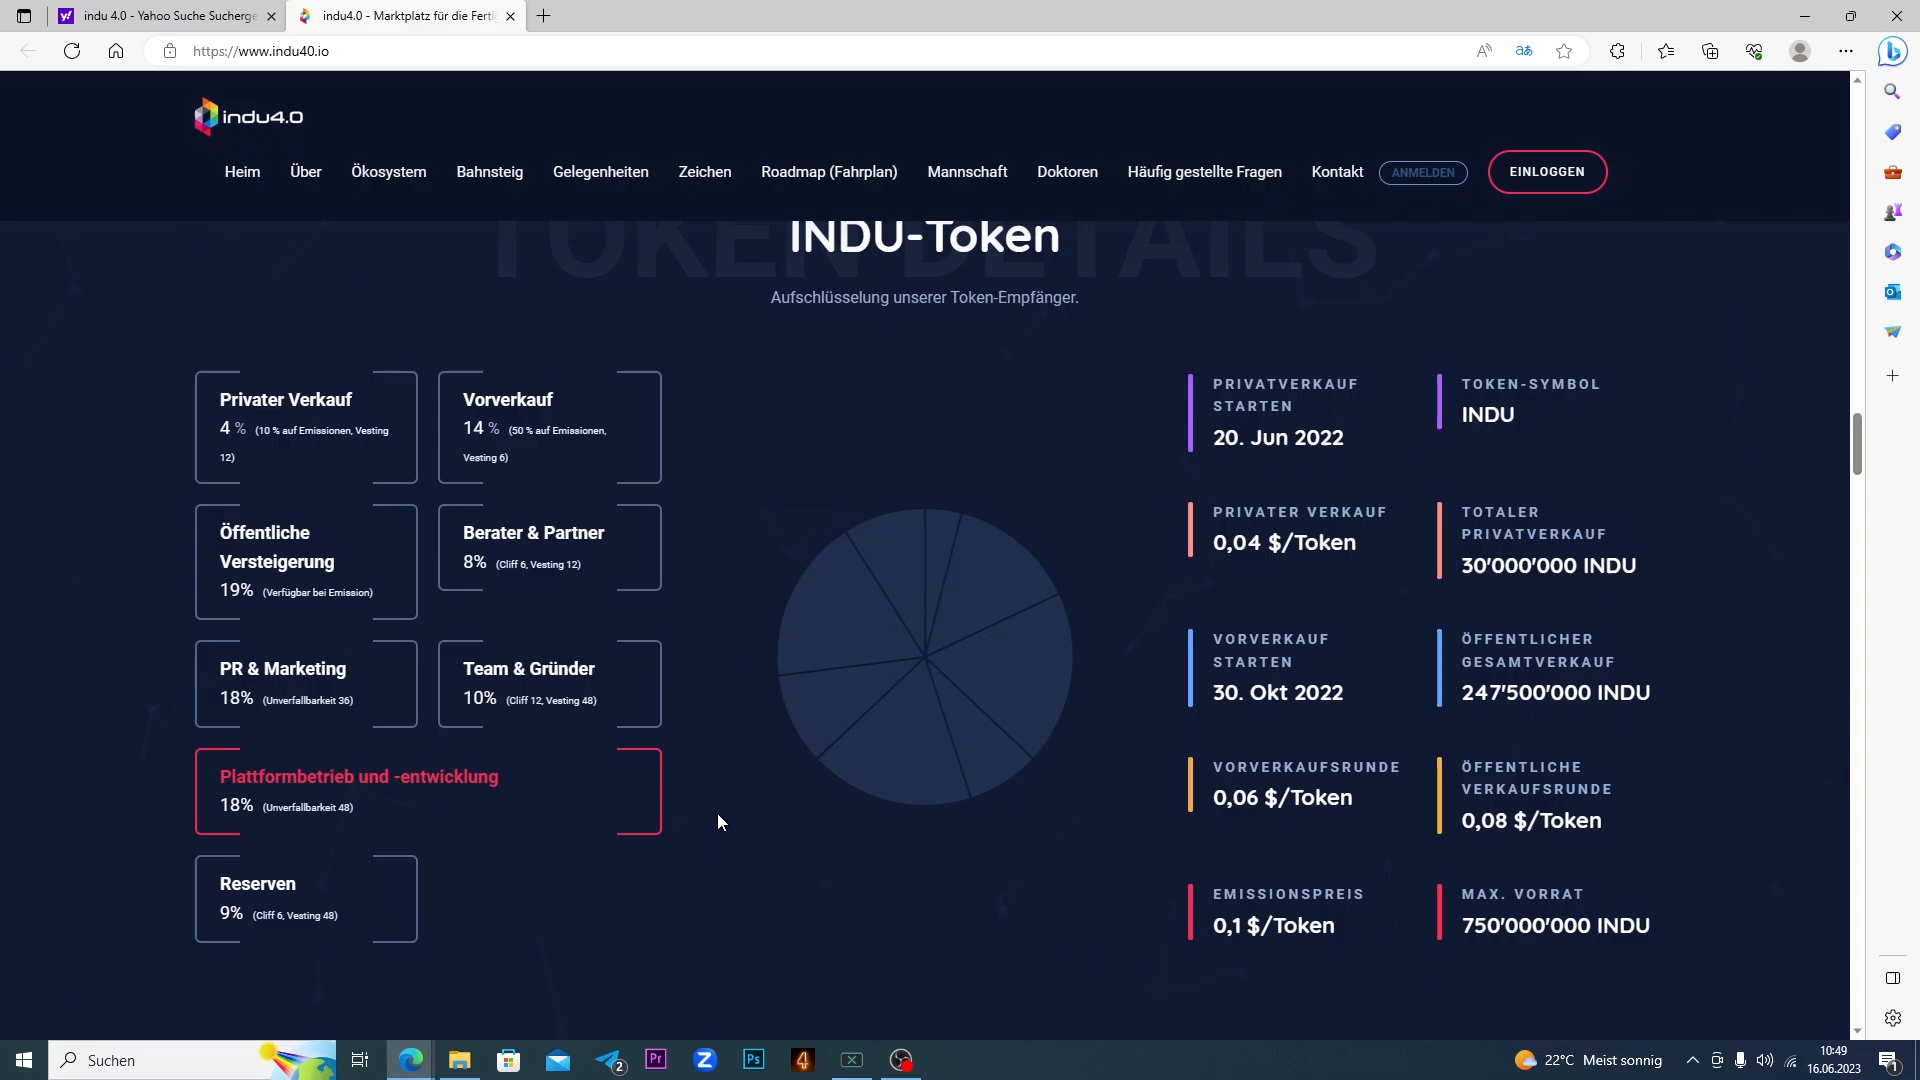 indu 4.0 - Yahoo Suche Sucherge
indu4.0 - Marktplatz für die Ferti
https://www.indu40.io
indu4.0
Heim Über Ökosystem Bahnsteig Gelegenheiten Zeichen Roadmap (Fahrplan) Mannschaft Doktoren Häufig gestellte Fragen Kontakt ANMELDEN EINLOGGEN
TOKEN DETAILS
INDU-Token
Aufschlüsselung unserer Token-Empfänger.
Privater Verkauf
4 % (10 % auf Emissionen, Vesting
12)
Vorverkauf
14 % (50 % auf Emissionen,
Vesting 6)
Öffentliche
Versteigerung
19% (Verfügbar bei Emission)
Berater & Partner
8% (Cliff 6, Vesting 12)
PR & Marketing
18% (Unverfallbarkeit 36)
Team & Gründer
10% (Cliff 12, Vesting 48)
Plattformbetrieb und -entwicklung
18% (Unverfallbarkeit 48)
Reserven
9% (Cliff 6, Vesting 48)
PRIVATVERKAUF
STARTEN
20. Jun 2022
TOKEN-SYMBOL
INDU
PRIVATER VERKAUF
0,04 $/Token
TOTALER
PRIVATVERKAUF
30'000'000 INDU
VORVERKAUF
STARTEN
30. Okt 2022
ÖFFENTLICHER
GESAMTVERKAUF
247'500'000 INDU
VORVERKAUFSRUNDE
0,06 $/Token
ÖFFENTLICHE
VERKAUFSRUNDE
0,08 $/Token
EMISSIONSPREIS
0,1 $/Token
MAX. VORRAT
750'000'000 INDU
Suchen
2
Pr
Z
Ps
4
22°C Meist sonnig
10:49
16.06.2023
1